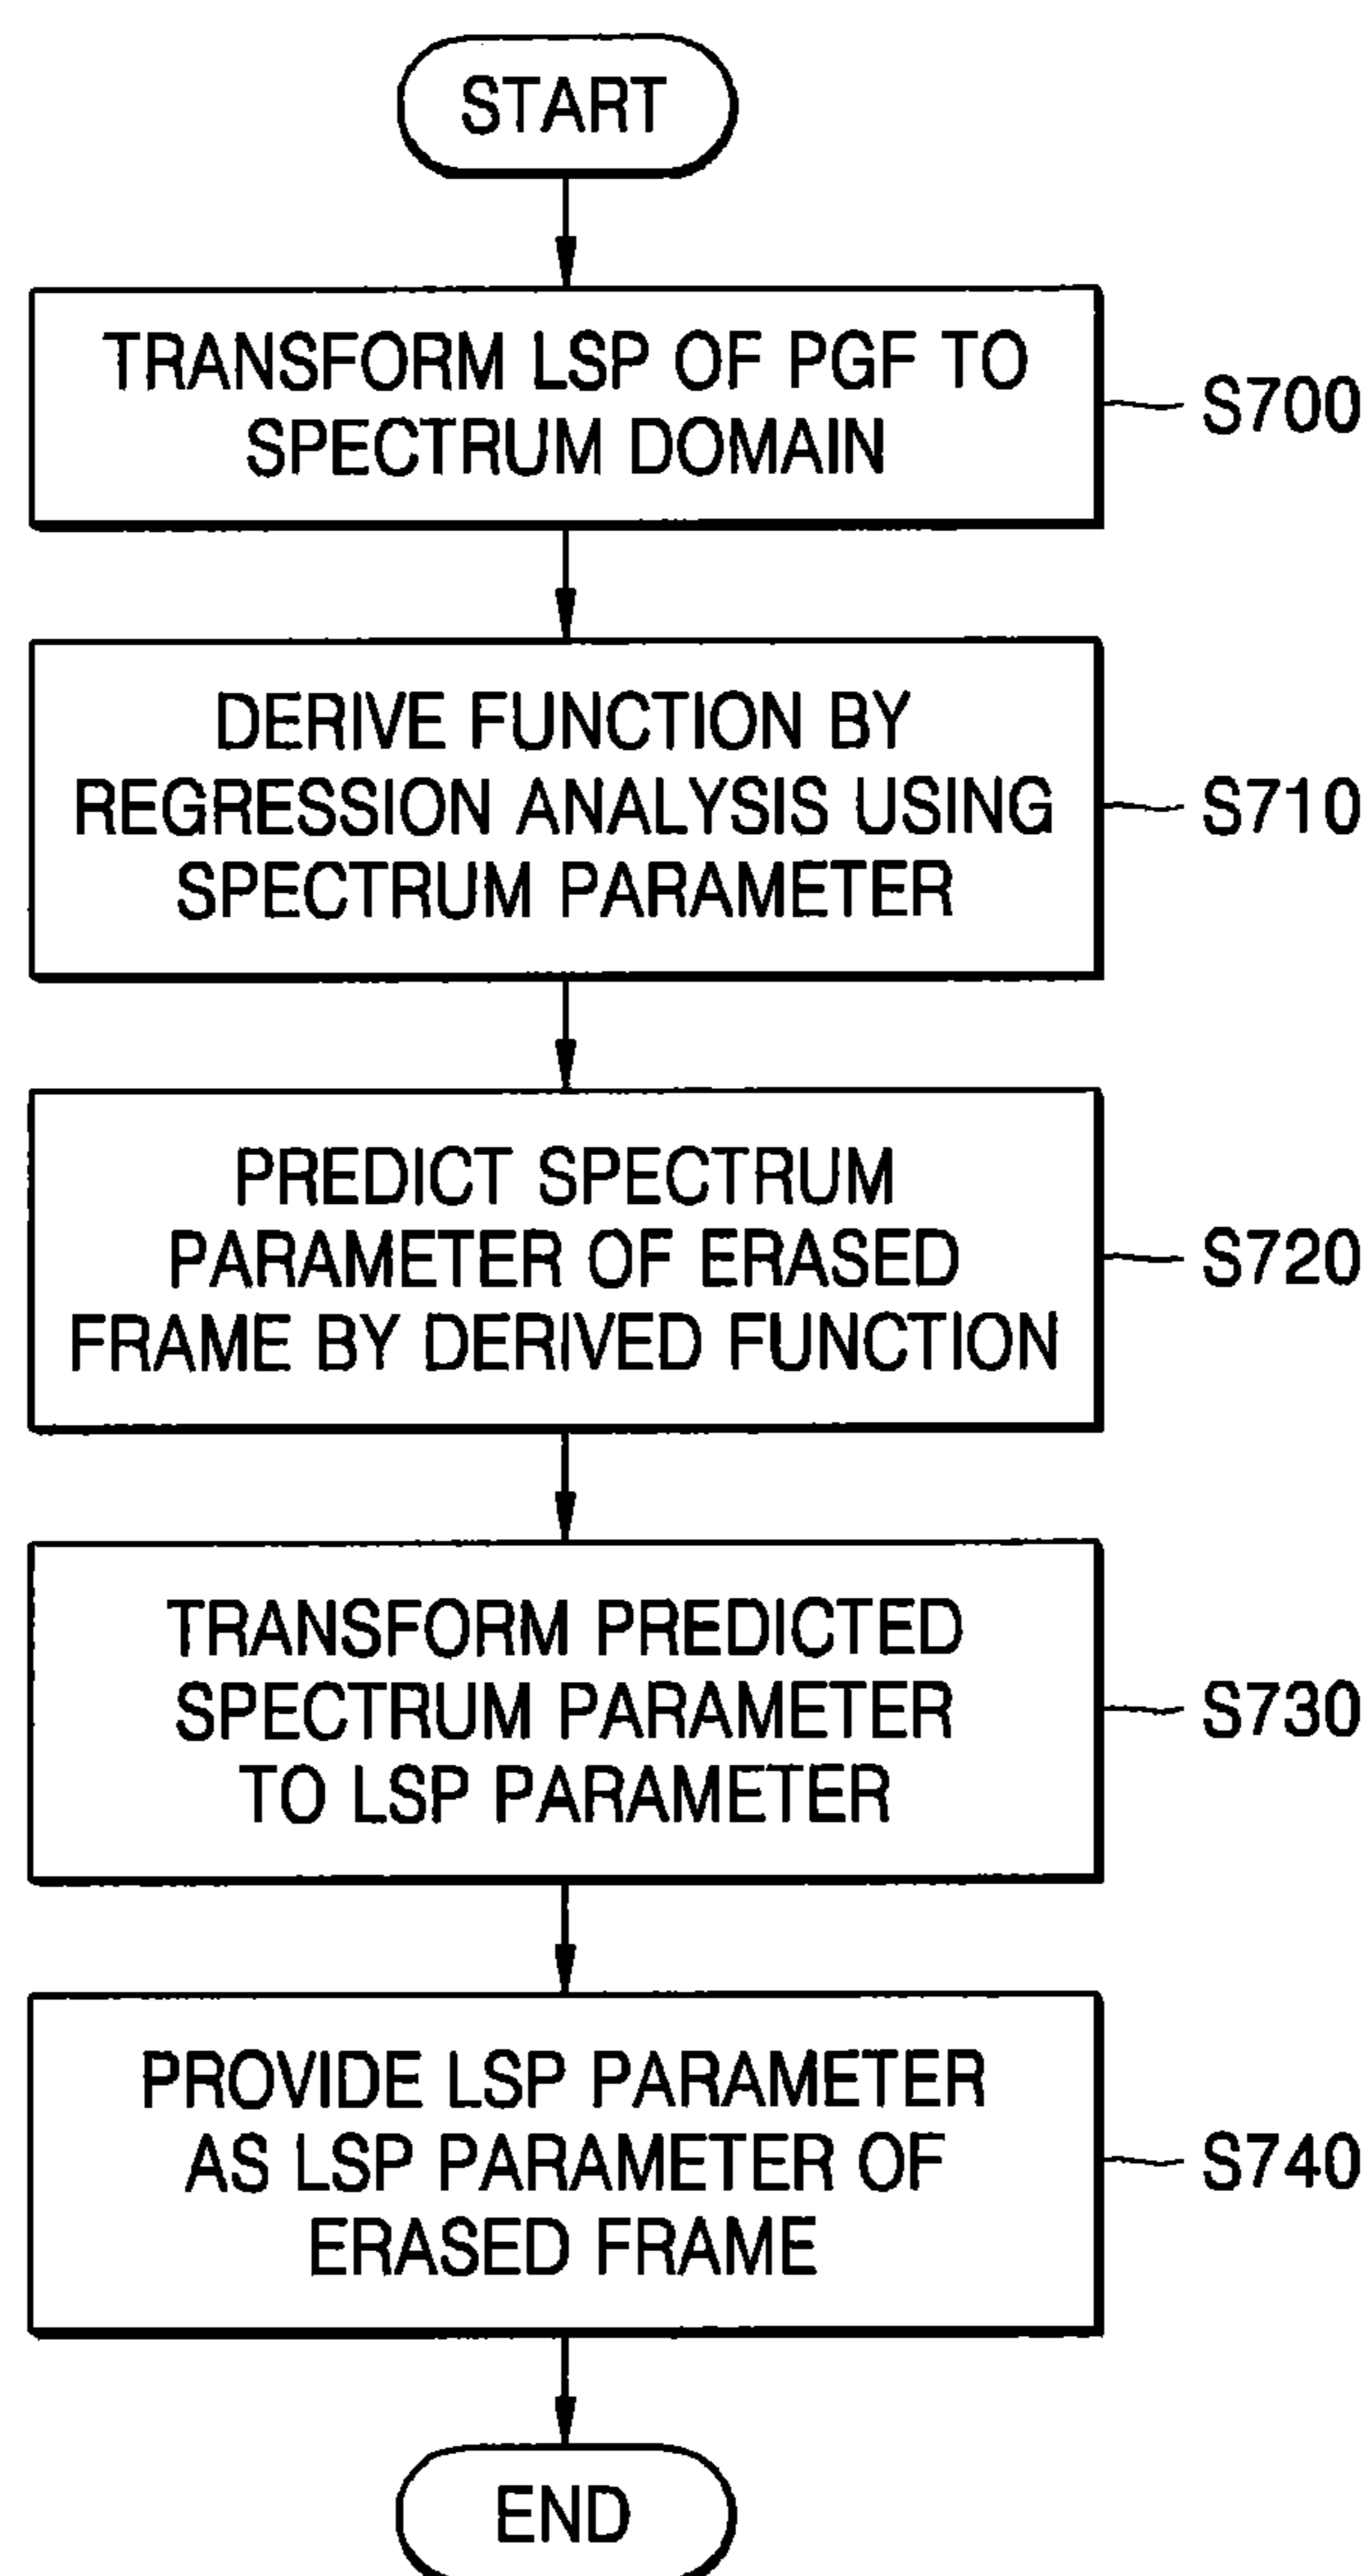 START
TRANSFORM LSP OF PGF TO
SPECTRUM DOMAIN
S700
DERIVE FUNCTION BY
REGRESSION ANALYSIS USING
SPECTRUM PARAMETER
S710
PREDICT SPECTRUM
PARAMETER OF ERASED
FRAME BY DERIVED FUNCTION
S720
TRANSFORM PREDICTED
SPECTRUM PARAMETER
TO LSP PARAMETER
S730
PROVIDE LSP PARAMETER
AS LSP PARAMETER OF
ERASED FRAME
S740
END